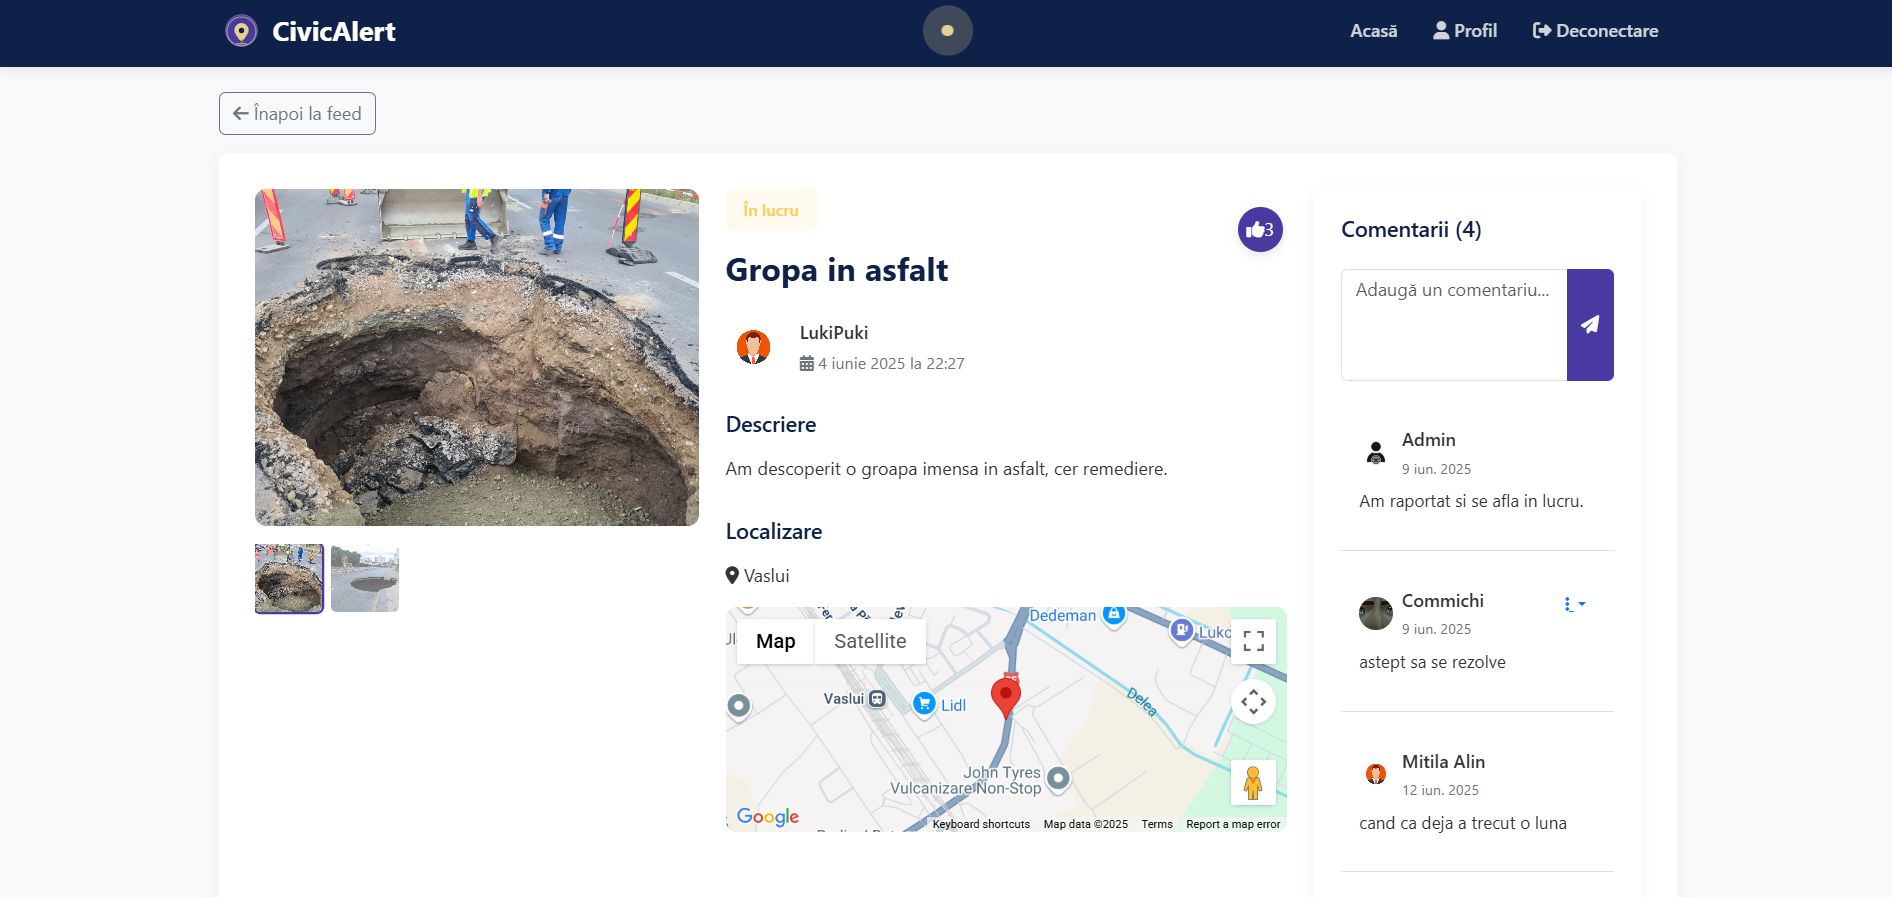 CivicAlert
Acasă
Profil
Deconectare
Înapoi la feed
În lucru
3
Gropa in asfalt
LukiPuki
4 iunie 2025 la 22:27
Descriere
Am descoperit o groapa imensa in asfalt, cer remediere.
Localizare
Vaslui
Map
Satellite
Dedeman
Luko
Vaslui
Lidl
Delea
John Tyres
Vulcanizare Non-Stop
Google
Keyboard shortcuts
Map data ©2025
Terms
Report a map error
Comentarii (4)
Adaugă un comentariu...
Admin
9 iun. 2025
Am raportat si se afla in lucru.
Commichi
9 iun. 2025
astept sa se rezolve
Mitila Alin
12 iun. 2025
cand ca deja a trecut o luna